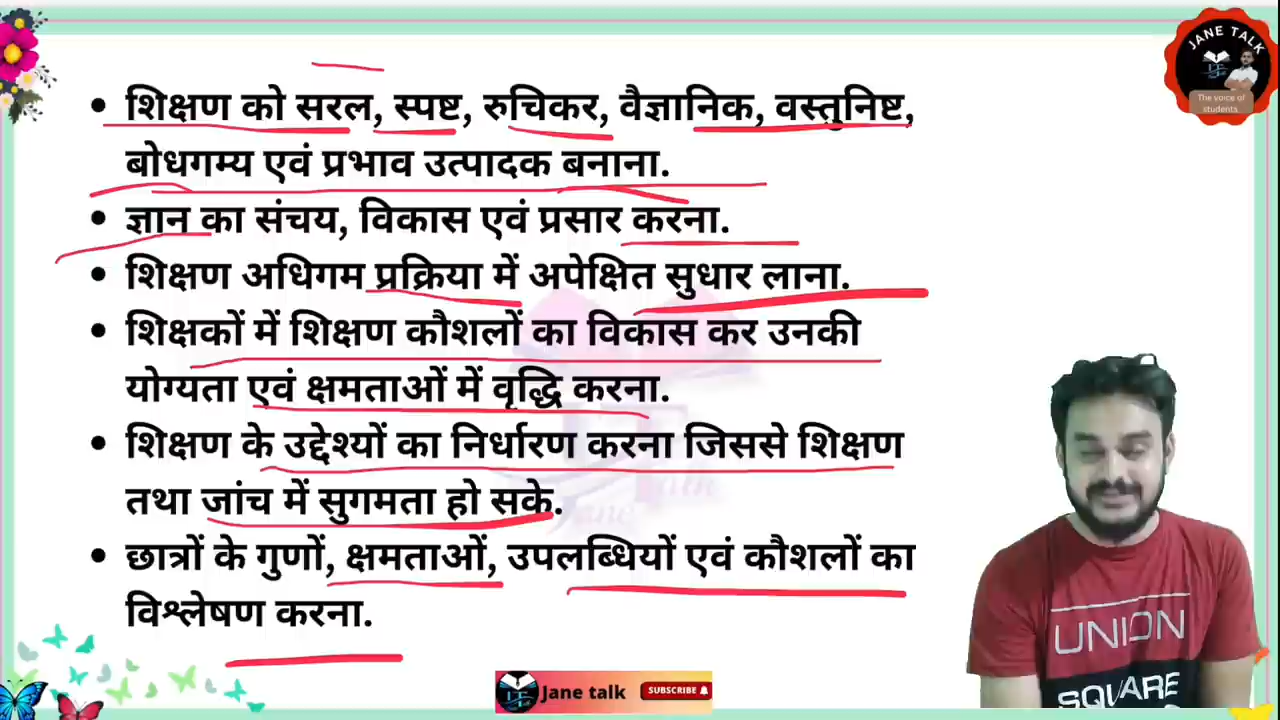 JANE TALK
The voice of
students
• शिक्षण को सरल, स्पष्ट, रुचिकर, वैज्ञानिक, वस्तुनिष्ट,
बोधगम्य एवं प्रभाव उत्पादक बनाना.
• ज्ञान का संचय, विकास एवं प्रसार करना.
• शिक्षण अधिगम प्रक्रिया में अपेक्षित सुधार लाना.
• शिक्षकों में शिक्षण कौशलों का विकास कर उनकी
योग्यता एवं क्षमताओं में वृद्धि करना.
• शिक्षण के उद्देश्यों का निर्धारण करना जिससे शिक्षण
तथा जांच में सुगमता हो सके.
• छात्रों के गुणों, क्षमताओं, उपलब्धियों एवं कौशलों का
विश्लेषण करना.
UNION
SQUARE
Jane talk
SUBSCRIBE